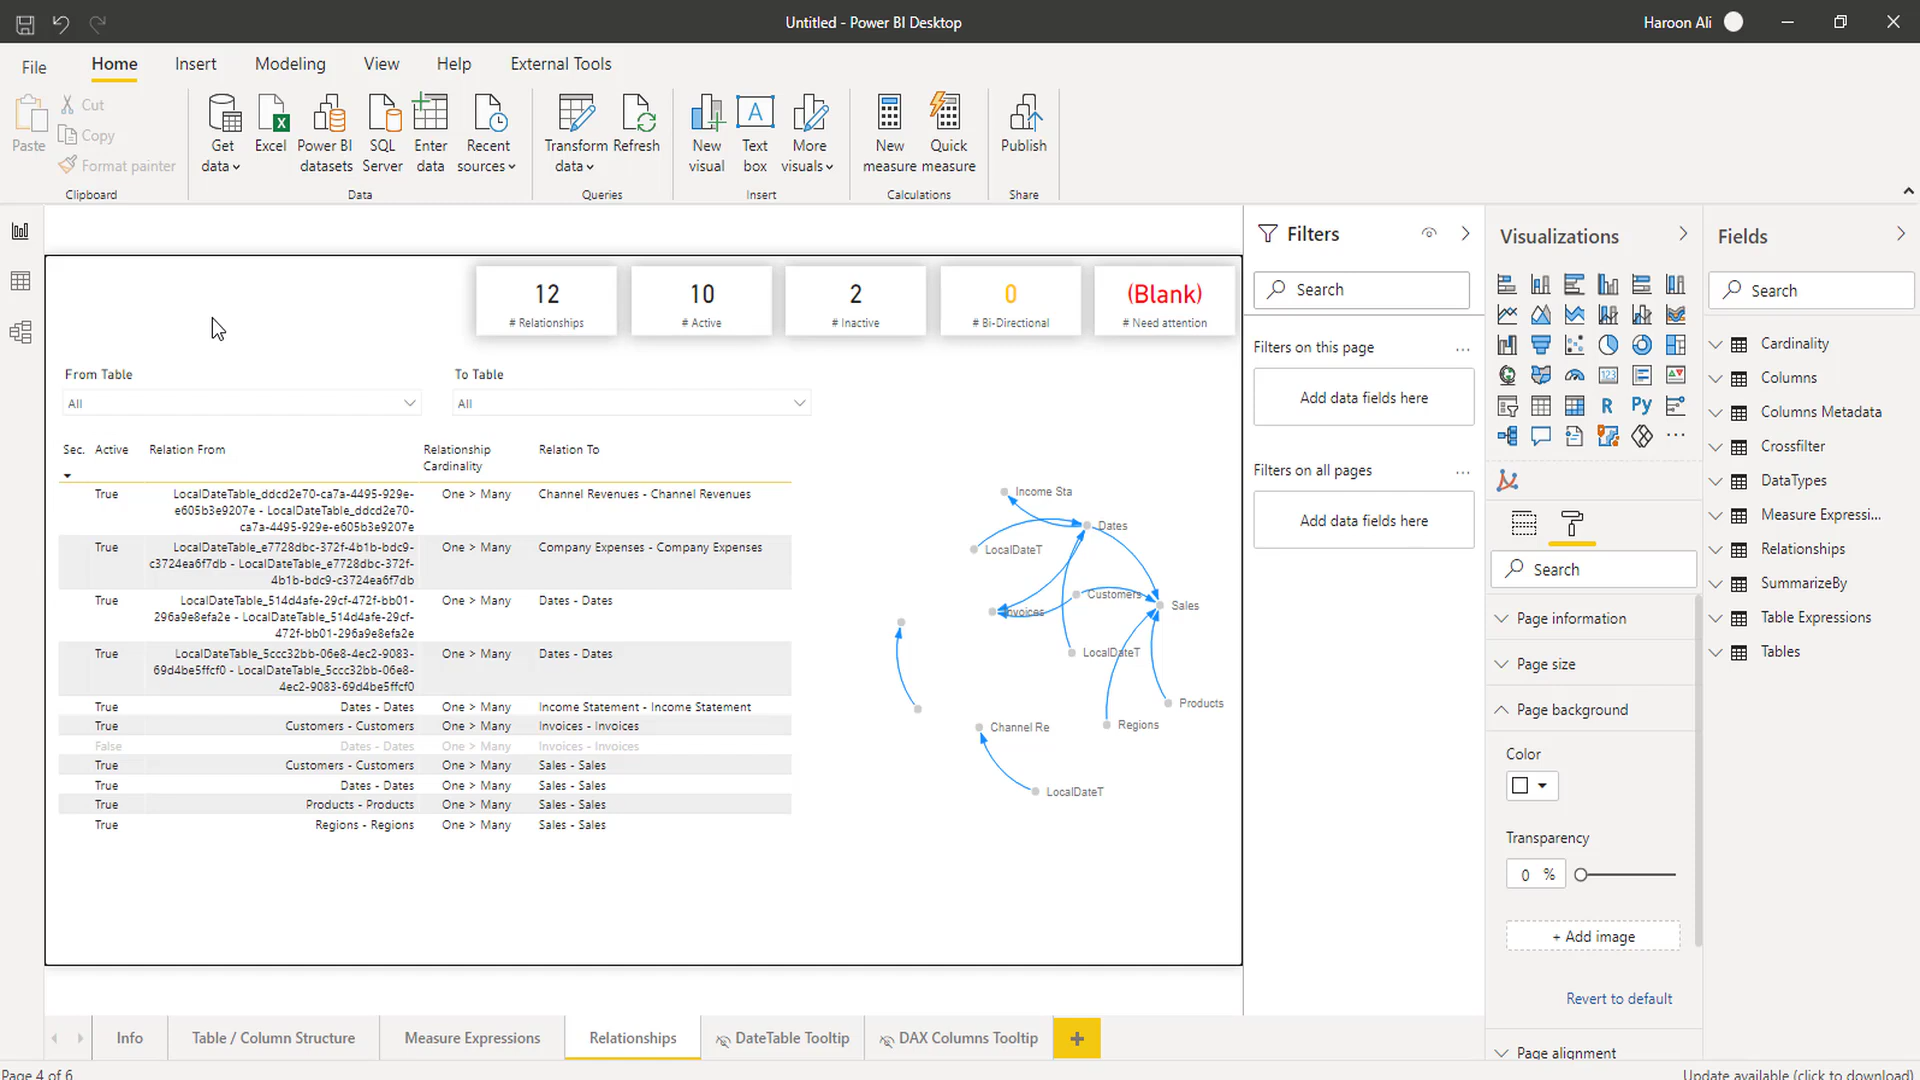 Untitled - Power BI Desktop
Haroon Ali
File
Home
Insert
Modeling
View
Help
External Tools
Paste
Cut
Copy
Format painter
Clipboard
Get data
Excel
Power BI datasets
SQL Server
Enter data
Recent sources
Data
Transform data
Refresh
Queries
New visual
Text box
More visuals
Insert
New measure
Quick measure
Calculations
Publish
Share
12
# Relationships
10
# Active
2
# Inactive
0
# Bi-Directional
(Blank)
# Need attention
From Table
All
To Table
All
Sec. Active Relation From Relationship Cardinality Relation To
True LocalDateTable_ddcd2e70-ca7a-4495-929e-
e605b3e9207e - LocalDateTable_ddcd2e70-
ca7a-4495-929e-e605b3e9207e One > Many Channel Revenues - Channel Revenues
True LocalDateTable_e7728dbc-372f-4b1b-bdc9-
c3724ea6f7db - LocalDateTable_e7728dbc-372f-
4b1b-bdc9-c3724ea6f7db One > Many Company Expenses - Company Expenses
True LocalDateTable_514d4afe-29cf-472f-bb01-
296a9e8efa2e - LocalDateTable_514d4afe-29cf-
472f-bb01-296a9e8efa2e One > Many Dates - Dates
True LocalDateTable_5ccc32bb-06e8-4ec2-9083-
69d4be5ffcf0 - LocalDateTable_5ccc32bb-06e8-
4ec2-9083-69d4be5ffcf0 One > Many Dates - Dates
True Dates - Dates One > Many Income Statement - Income Statement
True Customers - Customers One > Many Invoices - Invoices
False Dates - Dates One > Many Invoices - Invoices
True Customers - Customers One > Many Sales - Sales
True Dates - Dates One > Many Sales - Sales
True Products - Products One > Many Sales - Sales
True Regions - Regions One > Many Sales - Sales
Income Sta
Dates
LocalDateT
Customers
Invoices
Sales
LocalDateT
Products
Regions
Channel Re
LocalDateT
Filters
Search
Filters on this page
...
Add data fields here
Filters on all pages
...
Add data fields here
Visualizations
R
Py
...
Search
Page information
Page size
Page background
Color
Transparency
0 %
+ Add image
Revert to default
Page alignment
Fields
Search
Cardinality
Columns
Columns Metadata
Crossfilter
DataTypes
Measure Expressi...
Relationships
SummarizeBy
Table Expressions
Tables
Info
Table / Column Structure
Measure Expressions
Relationships
DateTable Tooltip
DAX Columns Tooltip
+
Page 4 of 6
Update available (click to download)